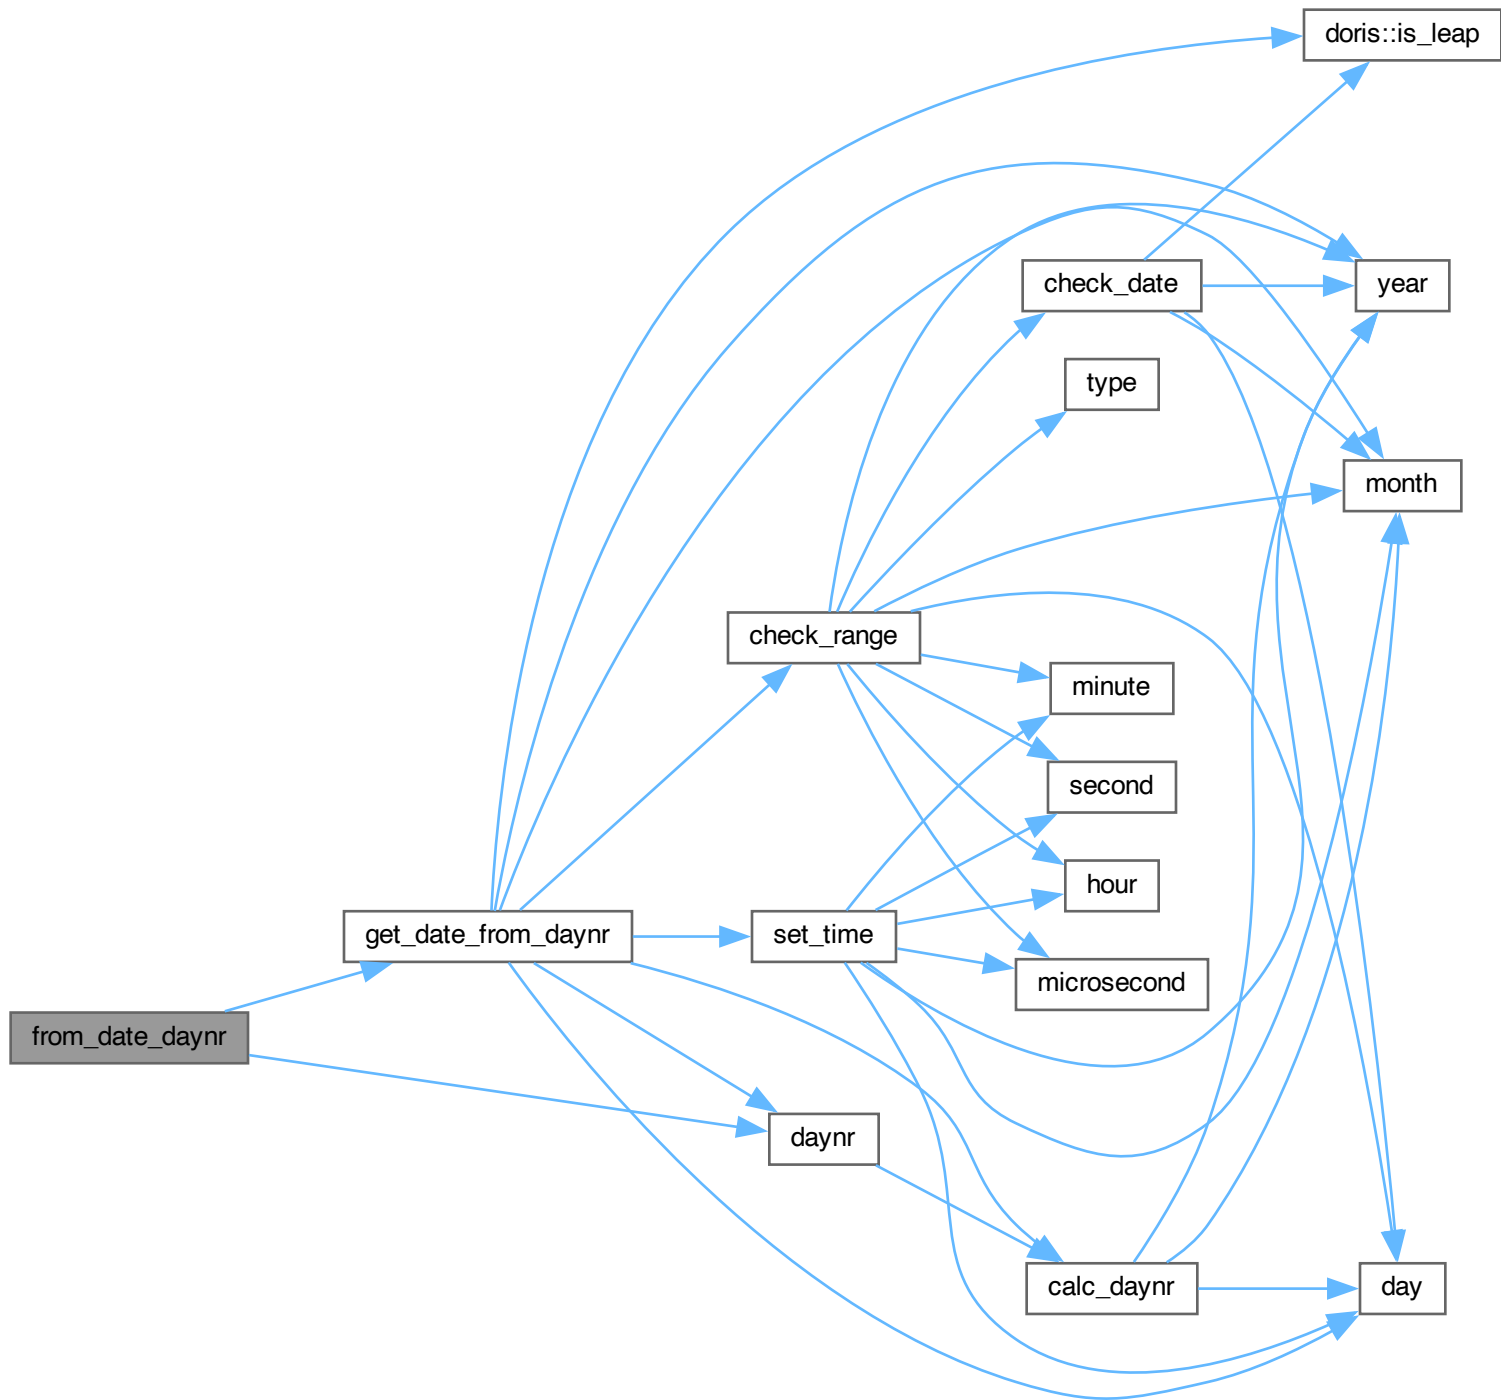 doris::is_leap
check_date
year
type
month
check_range
minute
second
hour
get_date_from_daynr
set_time
microsecond
from_date_daynr
daynr
calc_daynr
day